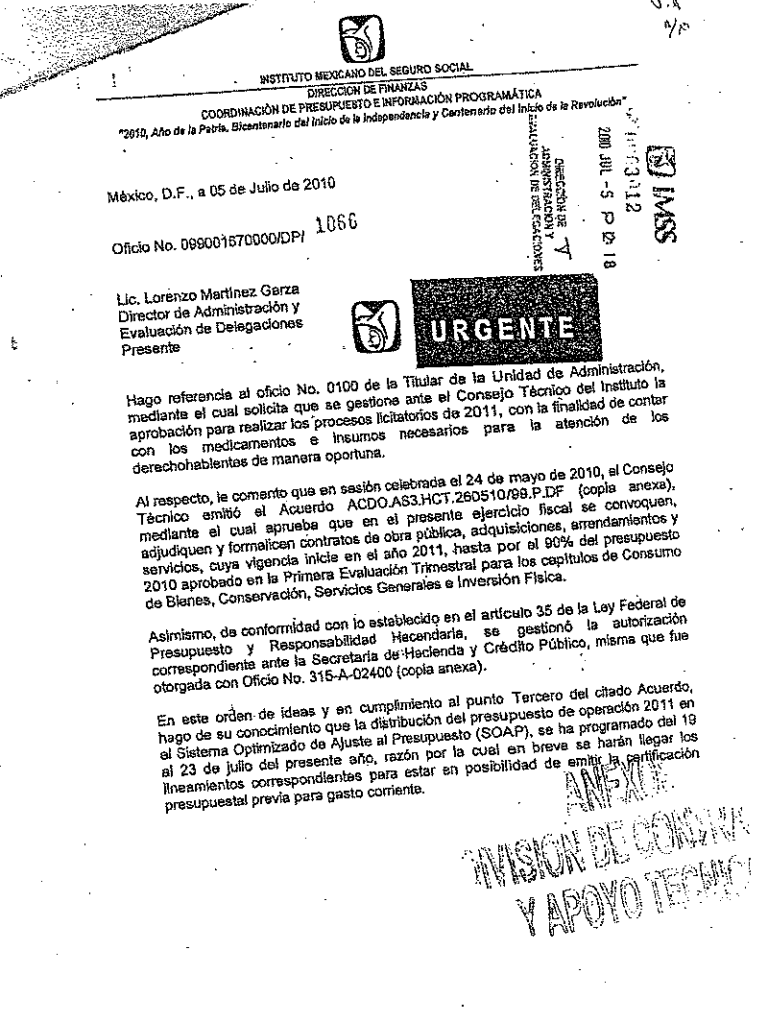 INSTITUTO MEXICANO DEL SEGURO SOCIAL
DIRECCIÓN DE FINANZAS
COORDINACIÓN DE PRESUPUESTO E INFORMACIÓN PROGRAMÁTICA
"2010, Año de la Patria. Bicentenario del Inicio de la Independencia y Centenario del Inicio de la Revolución"
IMSS
2010 JUL -5 P 12:18
DIRECCIÓN DE
ADMINISTRACIÓN Y
EVALUACIÓN DE DELEGACIONES
México, D.F., a 05 de Julio de 2010
Oficio No. 099001670000/DP/ 1066
Lic. Lorenzo Martínez Garza
Director de Administración y
Evaluación de Delegaciones
Presente
URGENTE
Hago referencia al oficio No. 0100 de la Titular de la Unidad de Administración,
mediante el cual solicita que se gestione ante el Consejo Técnico del Instituto la
aprobación para realizar los procesos licitatorios de 2011, con la finalidad de contar
con los medicamentos e insumos necesarios para la atención de los
derechohabientes de manera oportuna.
Al respecto, le comento que en sesión celebrada el 24 de mayo de 2010, el Consejo
Técnico emitió el Acuerdo ACDO.AS3.HCT.260510/99.P.DF (copia anexa),
mediante el cual aprueba que en el presente ejercicio fiscal se convoquen,
adjudiquen y formalicen contratos de obra pública, adquisiciones, arrendamientos y
servicios, cuya vigencia inicie en el año 2011, hasta por el 90% del presupuesto
2010 aprobado en la Primera Evaluación Trimestral para los capítulos de Consumo
de Bienes, Conservación, Servicios Generales e Inversión Física.
Asimismo, de conformidad con lo establecido en el artículo 35 de la Ley Federal de
Presupuesto y Responsabilidad Hacendaria, se gestionó la autorización
correspondiente ante la Secretaría de Hacienda y Crédito Público, misma que fue
otorgada con Oficio No. 315-A-02400 (copia anexa).
En este orden de ideas y en cumplimiento al punto Tercero del citado Acuerdo,
hago de su conocimiento que la distribución del presupuesto de operación 2011 en
el Sistema Optimizado de Ajuste al Presupuesto (SOAP), se ha programado del 19
al 23 de julio del presente año, razón por la cual en breve se harán llegar los
lineamientos correspondientes para estar en posibilidad de emitir la certificación
presupuestal previa para gasto corriente.
DIVISION DE
Y APOYO